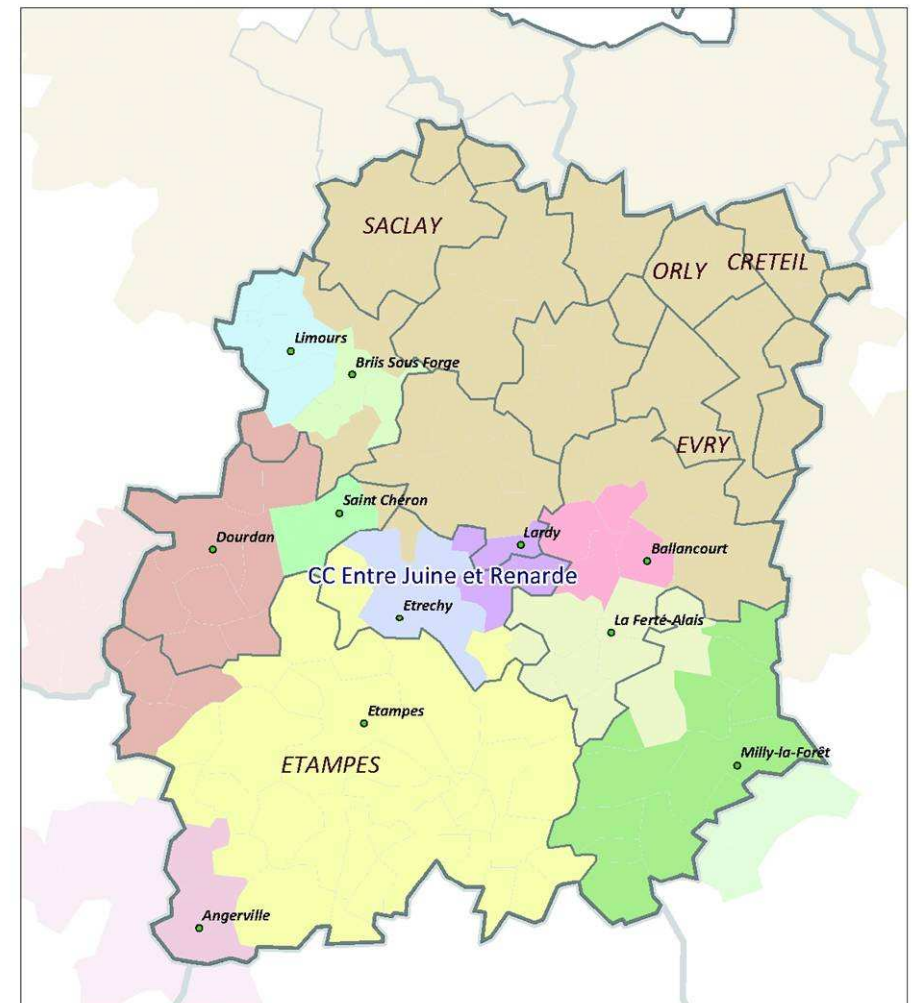 SACLAY
CRETEIL
ORLY
Limours
Briis Sous Forge
EVRY
Saint Chéron
Lardy
Dourdan
Ballancourt
CC Entre Juine et Renarde
Etrechy
La Ferté-Alais
Etampes
Milly-la-Forêt
ETAMPES
Angerville